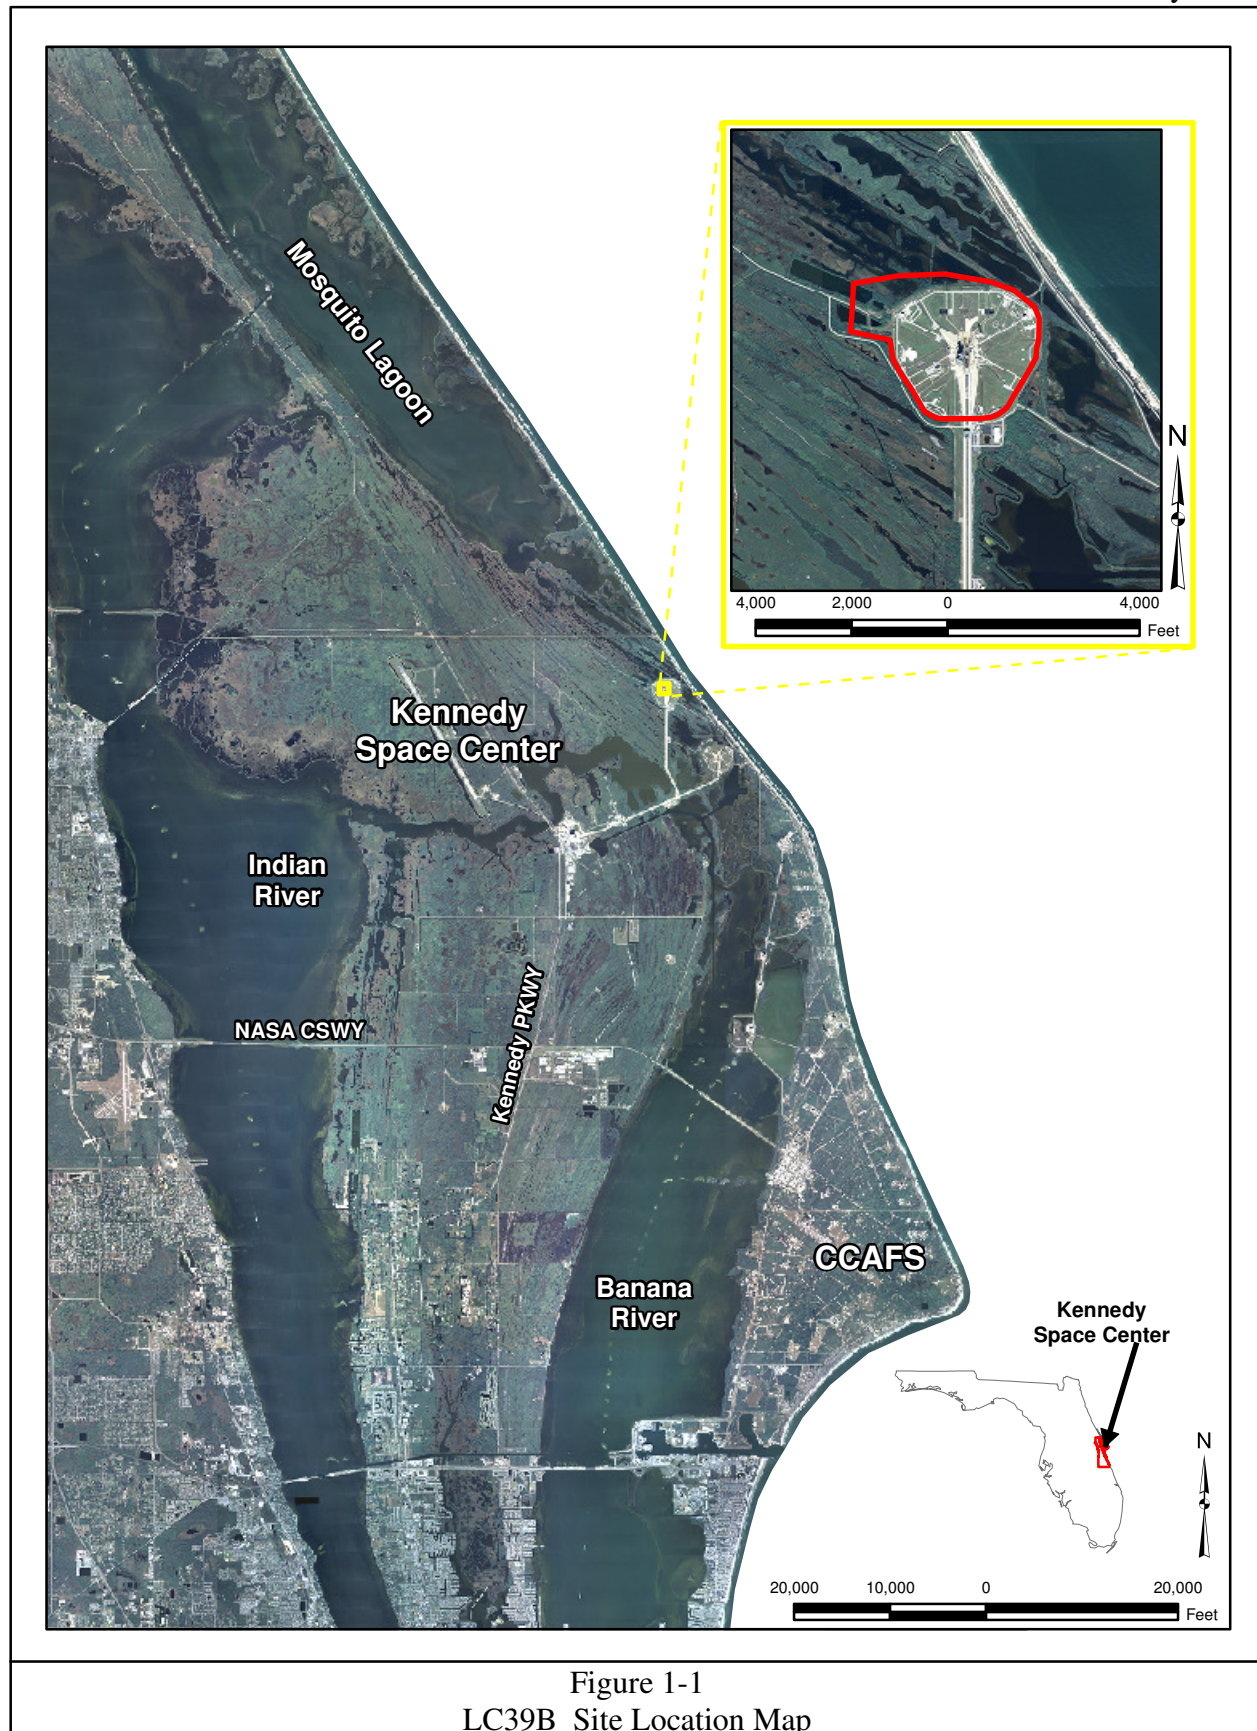 Mosquito Lagoon
N
4,000 2,000 0 4,000
Feet
Kennedy
Space Center
Indian
River
NASA CSWY
Kennedy PKWY
CCAFS
Banana
River
Kennedy
Space Center
N
20,000 10,000 0 20,000
Feet
Figure 1-1
LC39B Site Location Map